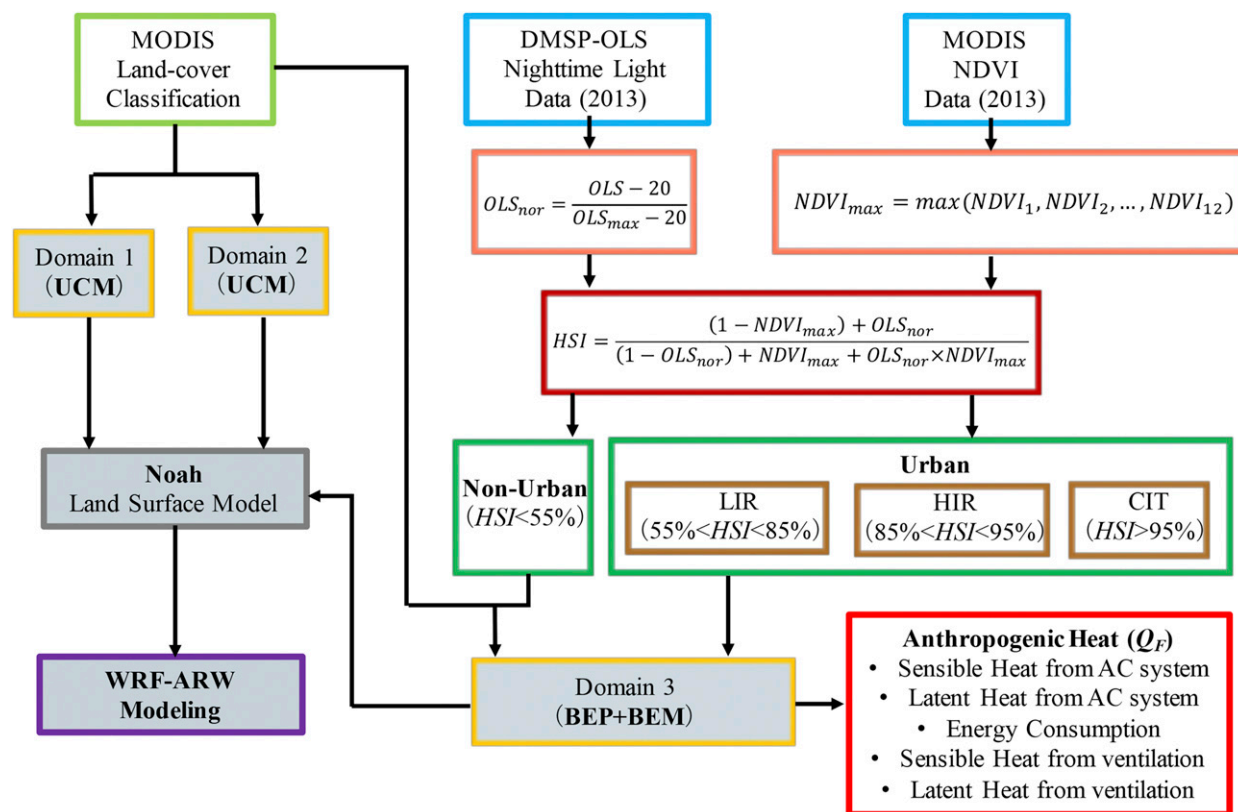 MODIS
Land-cover
Classification
DMSP-OLS
Nighttime Light
Data (2013)
MODIS
NDVI
Data (2013)
OLS_nor = (OLS − 20) / (OLS_max − 20)
NDVI_max = max(NDVI_1, NDVI_2, ..., NDVI_12)
Domain 1
(UCM)
Domain 2
(UCM)
HSI = ((1 − NDVI_max) + OLS_nor) / ((1 − OLS_nor) + NDVI_max + OLS_nor×NDVI_max)
Noah
Land Surface Model
Non-Urban
(HSI<55%)
Urban
LIR
(55%<HSI<85%)
HIR
(85%<HSI<95%)
CIT
(HSI>95%)
WRF-ARW
Modeling
Domain 3
(BEP+BEM)
Anthropogenic Heat (Q_F)
• Sensible Heat from AC system
• Latent Heat from AC system
• Energy Consumption
• Sensible Heat from ventilation
• Latent Heat from ventilation